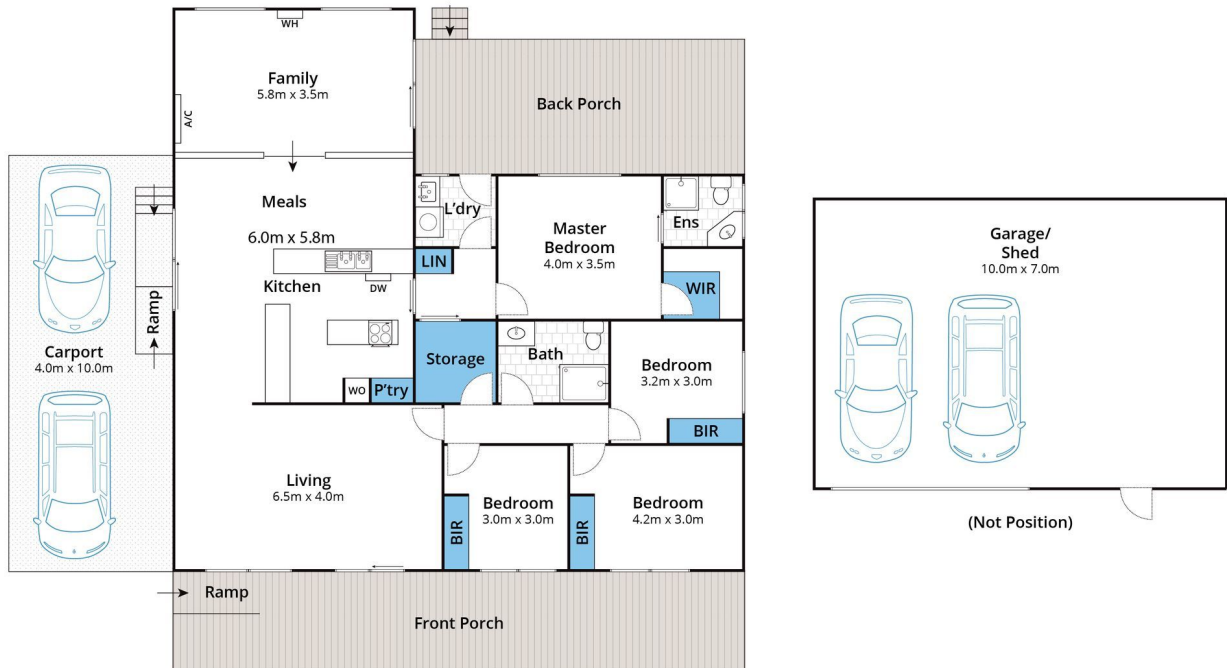 WH
Family
5.8m x 3.5m
A/C
Back Porch
Meals
6.0m x 5.8m
Kitchen
DW
WO
P'try
L'dry
LIN
Master
Bedroom
4.0m x 3.5m
Ens
WIR
Storage
Bath
Bedroom
3.2m x 3.0m
BIR
Ramp
Carport
4.0m x 10.0m
Living
6.5m x 4.0m
BIR
Bedroom
3.0m x 3.0m
BIR
Bedroom
4.2m x 3.0m
Ramp
Front Porch
Garage/
Shed
10.0m x 7.0m
(Not Position)